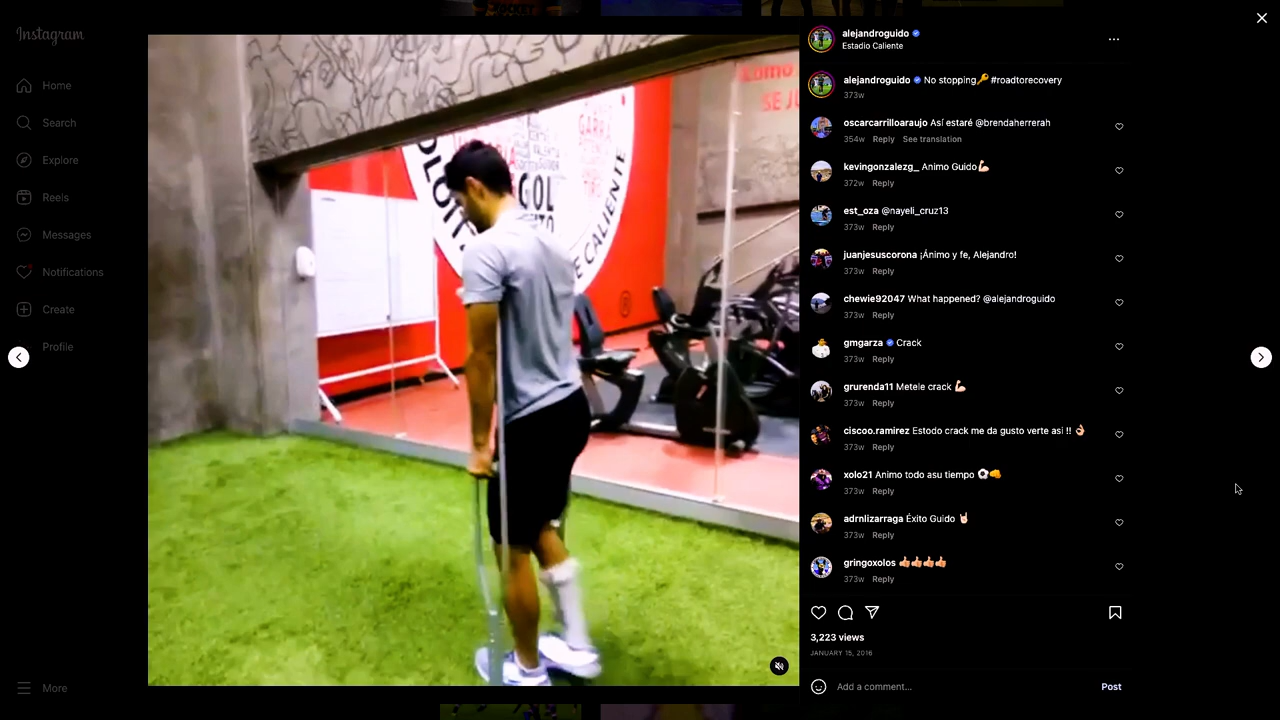 Instagram
Home
Search
Explore
Reels
Messages
Notifications
Create
Profile
More
GARRA
GOL
E CALIENTE
SE JU
alejandroguido
Estadio Caliente
alejandroguido No stopping🔑 #roadtorecovery
373w
oscarcarrilloaraujo Así estaré @brendaherrerah
354w Reply See translation
kevingonzalezg_ Animo Guido💪🏻
372w Reply
est_oza @nayeli_cruz13
373w Reply
juanjesuscorona ¡Ánimo y fe, Alejandro!
373w Reply
chewie92047 What happened? @alejandroguido
373w Reply
gmgarza Crack
373w Reply
grurenda11 Metele crack 💪🏻
373w Reply
ciscoo.ramirez Estodo crack me da gusto verte asi !! 👌🏼
373w Reply
xolo21 Animo todo asu tiempo ⚽👊
373w Reply
adrnlizarraga Éxito Guido 🤘🏻
373w Reply
gringoxolos 👍🏼👍🏼👍🏼👍🏼
373w Reply
3,223 views
JANUARY 15, 2016
Add a comment...
Post